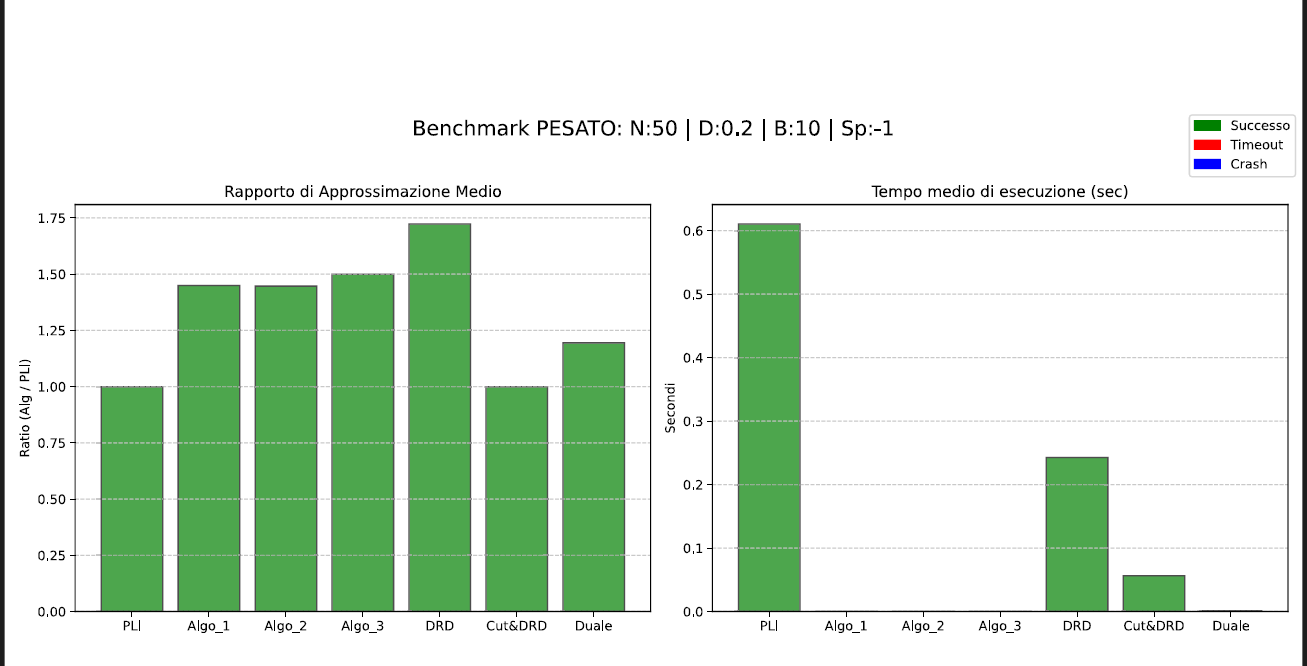 Benchmark PESATO: N:50 | D:0.2 | B:10 | Sp:-1
Successo
Timeout
Crash
Rapporto di Approssimazione Medio
Ratio (Alg / PLI)
1.75
1.50
1.25
1.00
0.75
0.50
0.25
0.00
PLI
Algo_1
Algo_2
Algo_3
DRD
Cut&DRD
Duale
Tempo medio di esecuzione (sec)
Secondi
0.6
0.5
0.4
0.3
0.2
0.1
0.0
PLI
Algo_1
Algo_2
Algo_3
DRD
Cut&DRD
Duale